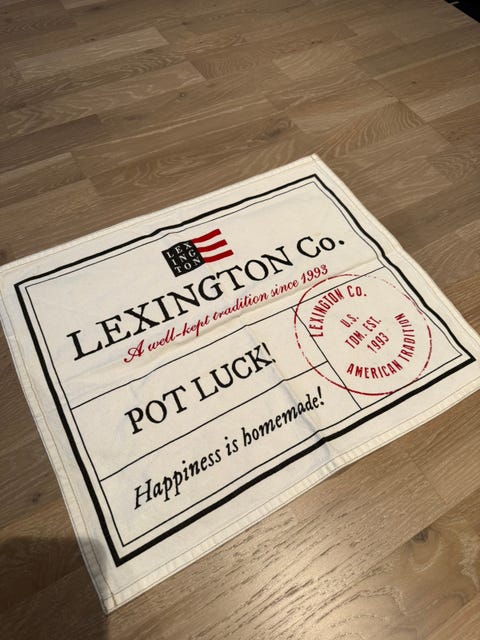 LEX
ING
TON
LEXINGTON Co.
A well-kept tradition since 1993
POT LUCK!
Happiness is homemade!
LEXINGTON CO.
U.S.
TDM.EST.
1993
AMERICAN TRADITION